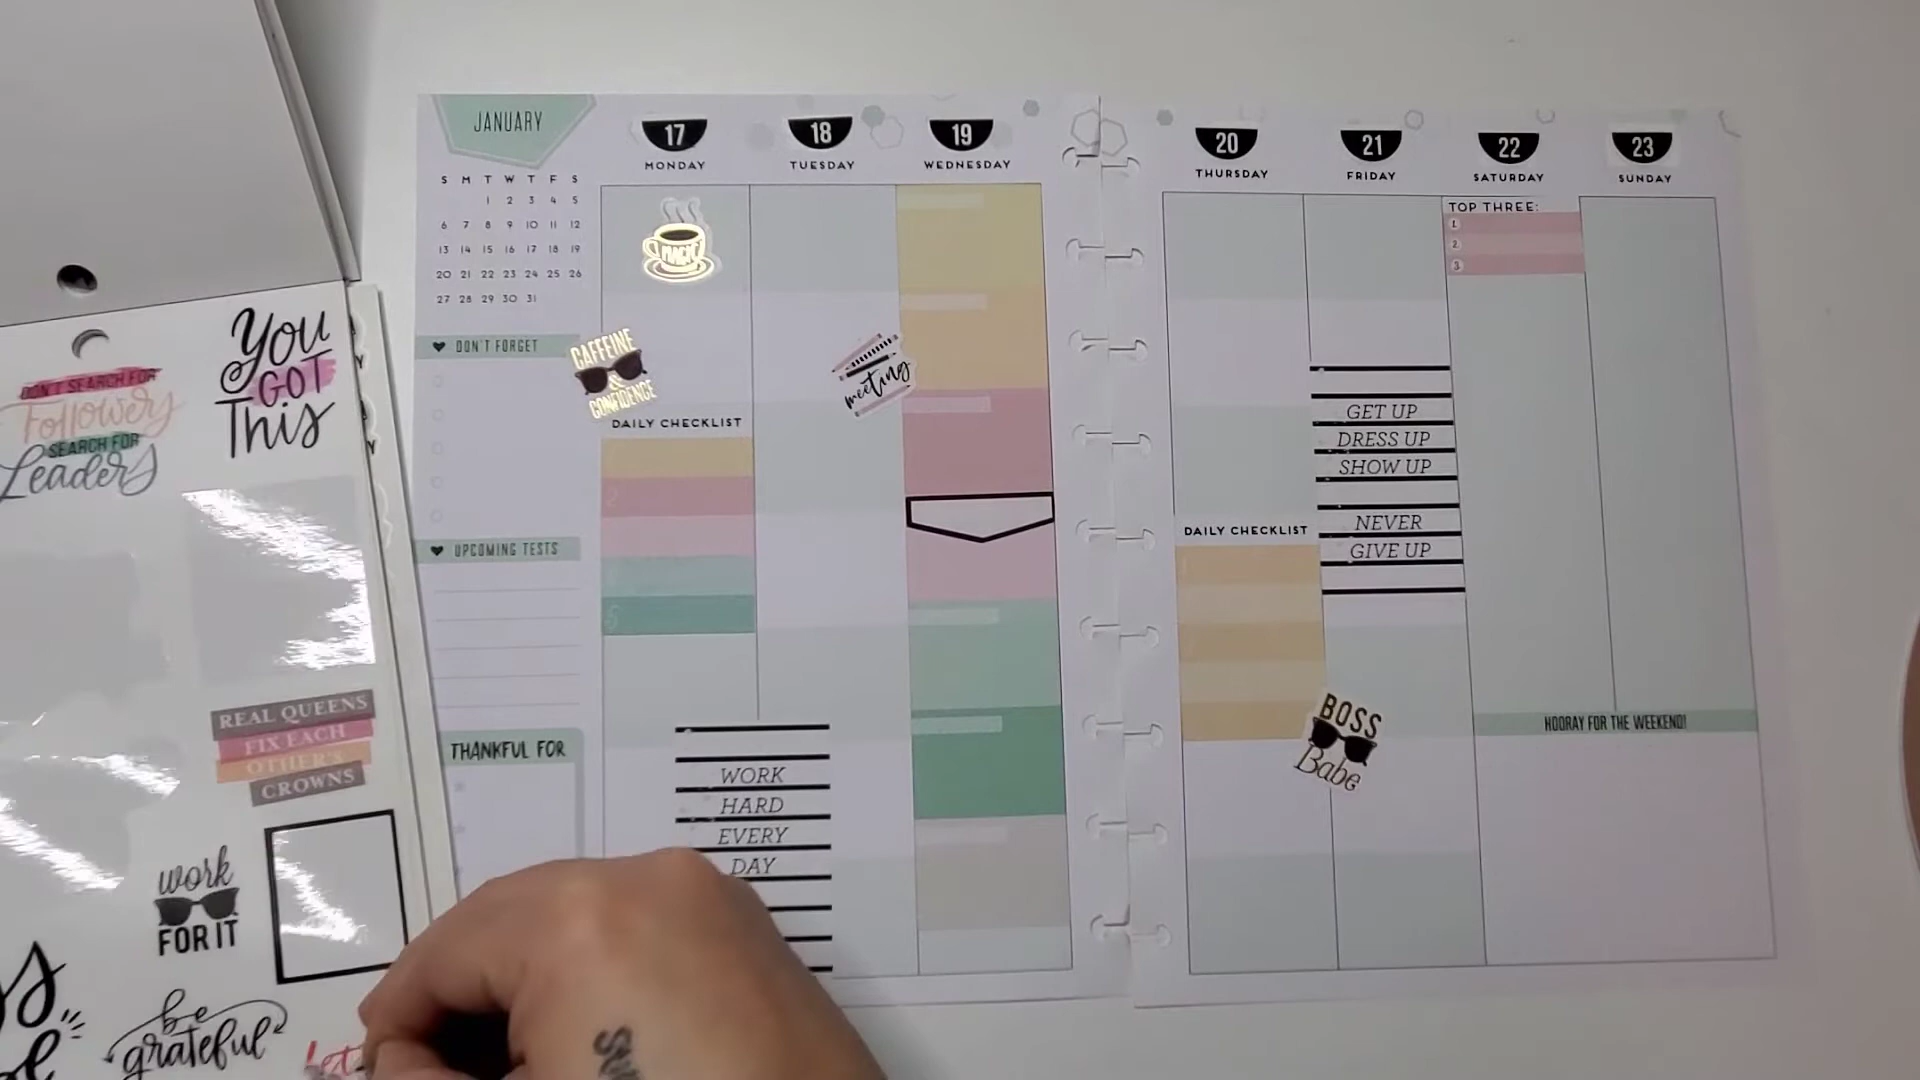 JANUARY
S M T W T F S
1 2 3 4 5
6 7 8 9 10 11 12
13 14 15 16 17 18 19
20 21 22 23 24 25 26
27 28 29 30 31
DON'T FORGET
UPCOMING TESTS
THANKFUL FOR
17
MONDAY
18
TUESDAY
19
WEDNESDAY
20
THURSDAY
21
FRIDAY
22
SATURDAY
23
SUNDAY
MAGIC
CAFFEINE
&
CONFIDENCE
DAILY CHECKLIST
2
5
meeting
WORK
HARD
EVERY
DAY
DAILY CHECKLIST
GET UP
DRESS UP
SHOW UP
NEVER
GIVE UP
BOSS
Babe
TOP THREE:
1
2
3
HOORAY FOR THE WEEKEND!
DON'T SEARCH FOR
Followers
SEARCH FOR
Leaders
You
GOT
This
REAL QUEENS
FIX EACH
OTHER'S
CROWNS
work
FOR IT
be
grateful